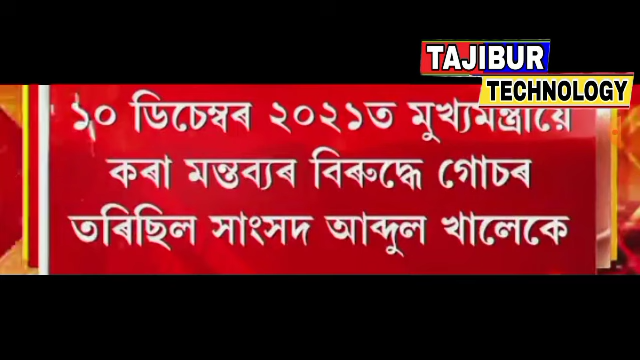 TAJIBUR
TECHNOLOGY
১০ ডিচেম্বৰ ২০২১ত মুখ্যমন্ত্ৰীয়ে
কৰা মন্তব্যৰ বিৰুদ্ধে গোচৰ
তৰিছিল সাংসদ আব্দুল খালেকে